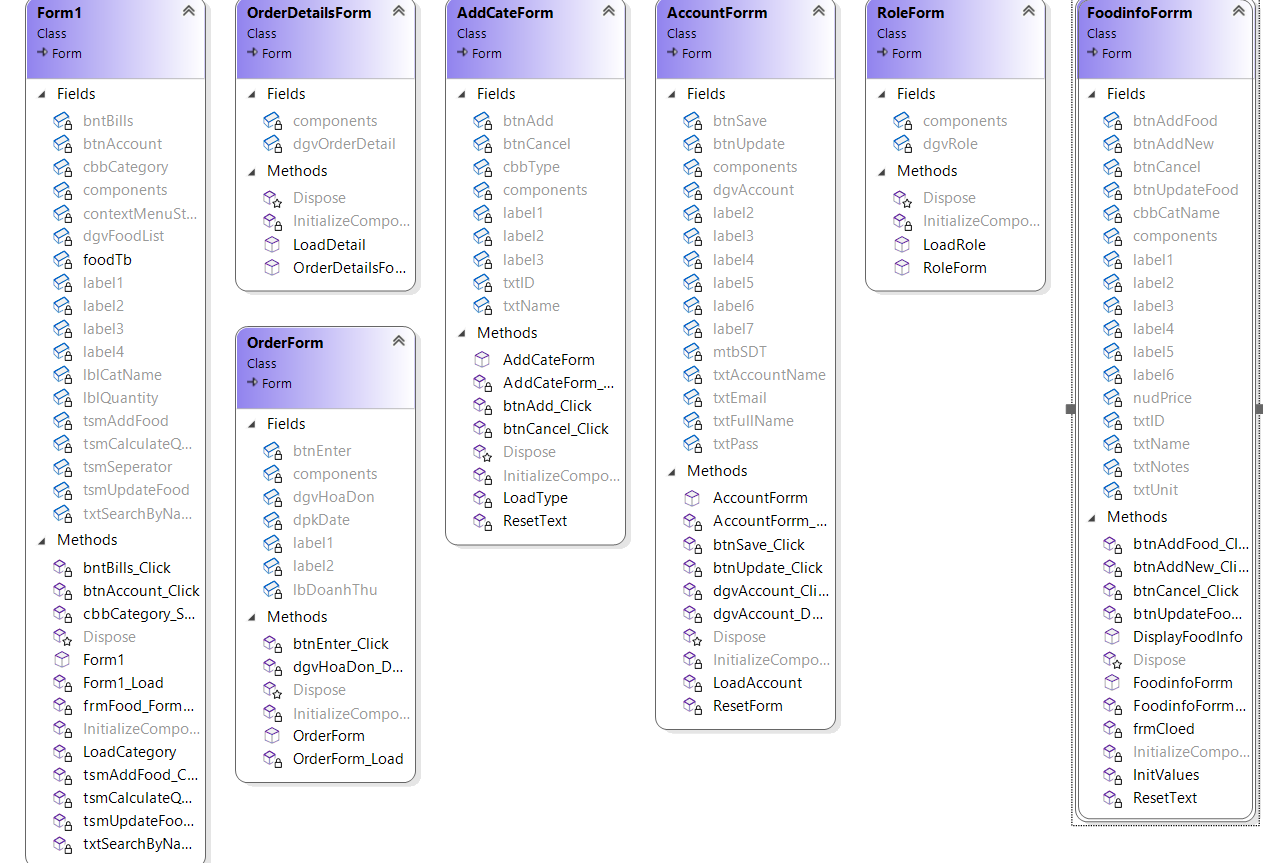 Form1
Class
Form
Fields
bntBills
btnAccount
cbbCategory
components
contextMenuSt...
dgvFoodList
foodTb
label1
label2
label3
label4
lblCatName
lblQuantity
tsmAddFood
tsmCalculateQ...
tsmSeperator
tsmUpdateFood
txtSearchByNa...
Methods
bntBills_Click
btnAccount_Click
cbbCategory_S...
Dispose
Form1
Form1_Load
frmFood_Form...
InitializeCompo...
LoadCategory
tsmAddFood_C...
tsmCalculateQ...
tsmUpdateFoo...
txtSearchByNa...
OrderDetailsForm
Class
Form
Fields
components
dgvOrderDetail
Methods
Dispose
InitializeCompo...
LoadDetail
OrderDetailsFo...
OrderForm
Class
Form
Fields
btnEnter
components
dgvHoaDon
dpkDate
label1
label2
lbDoanhThu
Methods
btnEnter_Click
dgvHoaDon_D...
Dispose
InitializeCompo...
OrderForm
OrderForm_Load
AddCateForm
Class
Form
Fields
btnAdd
btnCancel
cbbType
components
label1
label2
label3
txtID
txtName
Methods
AddCateForm
AddCateForm_...
btnAdd_Click
btnCancel_Click
Dispose
InitializeCompo...
LoadType
ResetText
AccountForrm
Class
Form
Fields
btnSave
btnUpdate
components
dgvAccount
label2
label3
label4
label5
label6
label7
mtbSDT
txtAccountName
txtEmail
txtFullName
txtPass
Methods
AccountForrm
AccountForrm_...
btnSave_Click
btnUpdate_Click
dgvAccount_Cli...
dgvAccount_D...
Dispose
InitializeCompo...
LoadAccount
ResetForm
RoleForm
Class
Form
Fields
components
dgvRole
Methods
Dispose
InitializeCompo...
LoadRole
RoleForm
FoodinfoForrm
Class
Form
Fields
btnAddFood
btnAddNew
btnCancel
btnUpdateFood
cbbCatName
components
label1
label2
label3
label4
label5
label6
nudPrice
txtID
txtName
txtNotes
txtUnit
Methods
btnAddFood_Cl...
btnAddNew_Cli...
btnCancel_Click
btnUpdateFoo...
DisplayFoodInfo
Dispose
FoodinfoForrm
FoodinfoForrm...
frmCloed
InitializeCompo...
InitValues
ResetText